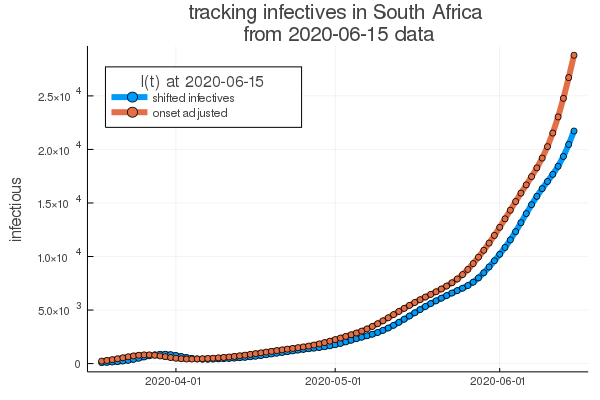 tracking infectives in South Africa
from 2020-06-15 data
I(t) at 2020-06-15
shifted infectives
onset adjusted
infectious
2.5×10⁴
2.0×10⁴
1.5×10⁴
1.0×10⁴
5.0×10³
0
2020-04-01
2020-05-01
2020-06-01